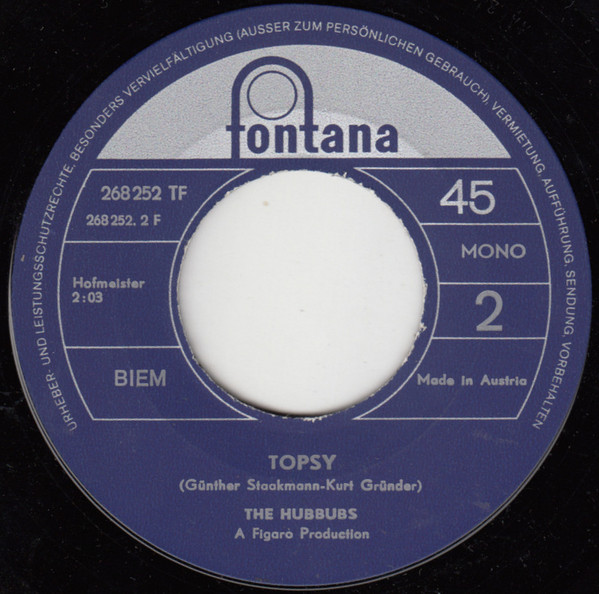 URHEBER- UND LEISTUNGSSCHUTZRECHTE, BESONDERS VERVIELFÄLTIGUNG (AUSSER ZUM PERSÖNLICHEN GEBRAUCH), VERMIETUNG, AUFFÜHRUNG, SENDUNG, VORBEHALTEN
fontana
268 252 TF
268 252. 2 F
Hofmeister
2:03
BIEM
45
MONO
2
Made in Austria
TOPSY
(Günther Staakmann-Kurt Gründer)
THE HUBBUBS
A Figaro Production